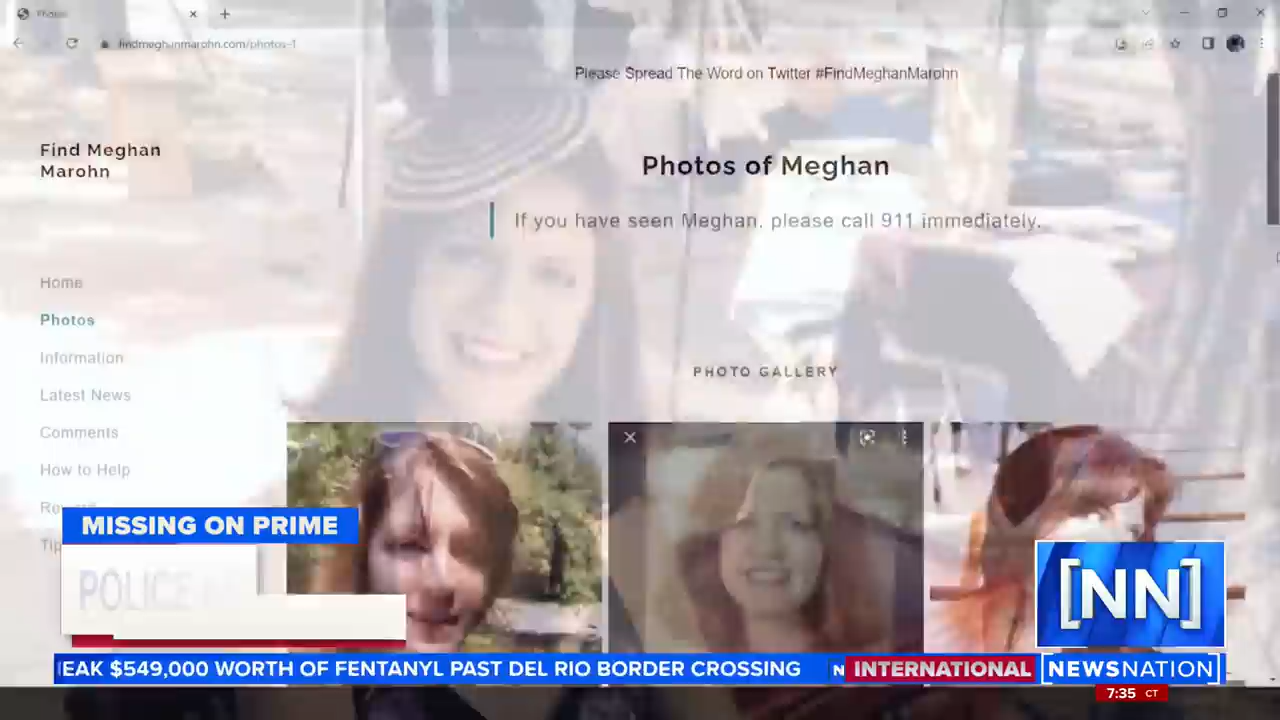 Photos
findmeghanmarohn.com/photos-1
Please Spread The Word on Twitter #FindMeghanMarohn
Find Meghan
Marohn
Photos of Meghan
If you have seen Meghan, please call 911 immediately.
Home
Photos
Information
Latest News
Comments
How to Help
PHOTO GALLERY
MISSING ON PRIME
POLICE
[NN]
EAK $549,000 WORTH OF FENTANYL PAST DEL RIO BORDER CROSSING
N INTERNATIONAL
NEWSNATION
7:35 CT